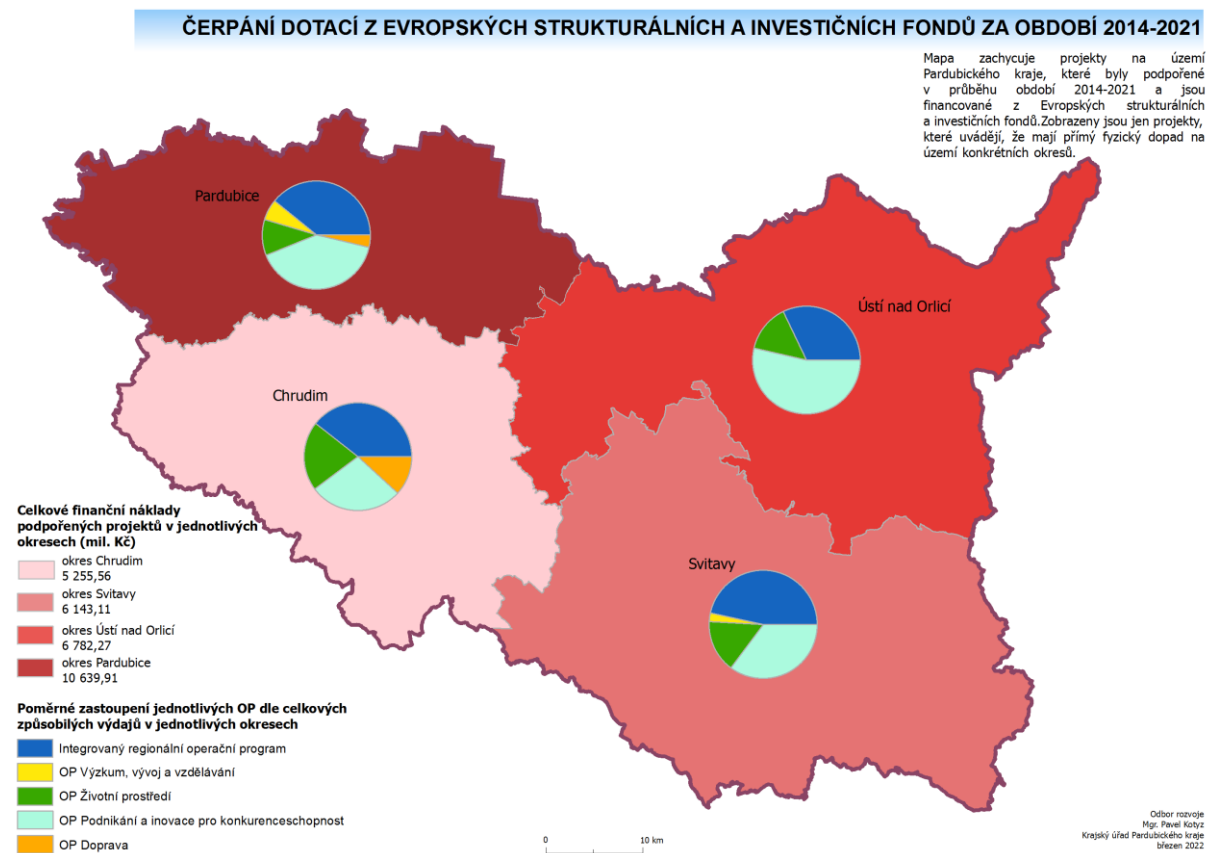 ČERPÁNÍ DOTACÍ Z EVROPSKÝCH STRUKTURÁLNÍCH A INVESTIČNÍCH FONDŮ ZA OBDOBÍ 2014-2021
Mapa zachycuje projekty na území
Pardubického kraje, které byly podpořené
v průběhu období 2014-2021 a jsou
financované z Evropských strukturálních
a investičních fondů.Zobrazeny jsou jen projekty,
které uvádějí, že mají přímý fyzický dopad na
území konkrétních okresů.
Pardubice
Ústí nad Orlicí
Chrudim
Svitavy
Celkové finanční náklady
podpořených projektů v jednotlivých
okresech (mil. Kč)
okres Chrudim
5 255,56
okres Svitavy
6 143,11
okres Ústí nad Orlicí
6 782,27
okres Pardubice
10 639,91
Poměrné zastoupení jednotlivých OP dle celkových
způsobilých výdajů v jednotlivých okresech
Integrovaný regionální operační program
OP Výzkum, vývoj a vzdělávání
OP Životní prostředí
OP Podnikání a inovace pro konkurenceschopnost
OP Doprava
0 10 km
Odbor rozvoje
Mgr. Pavel Kotyz
Krajský úřad Pardubického kraje
březen 2022